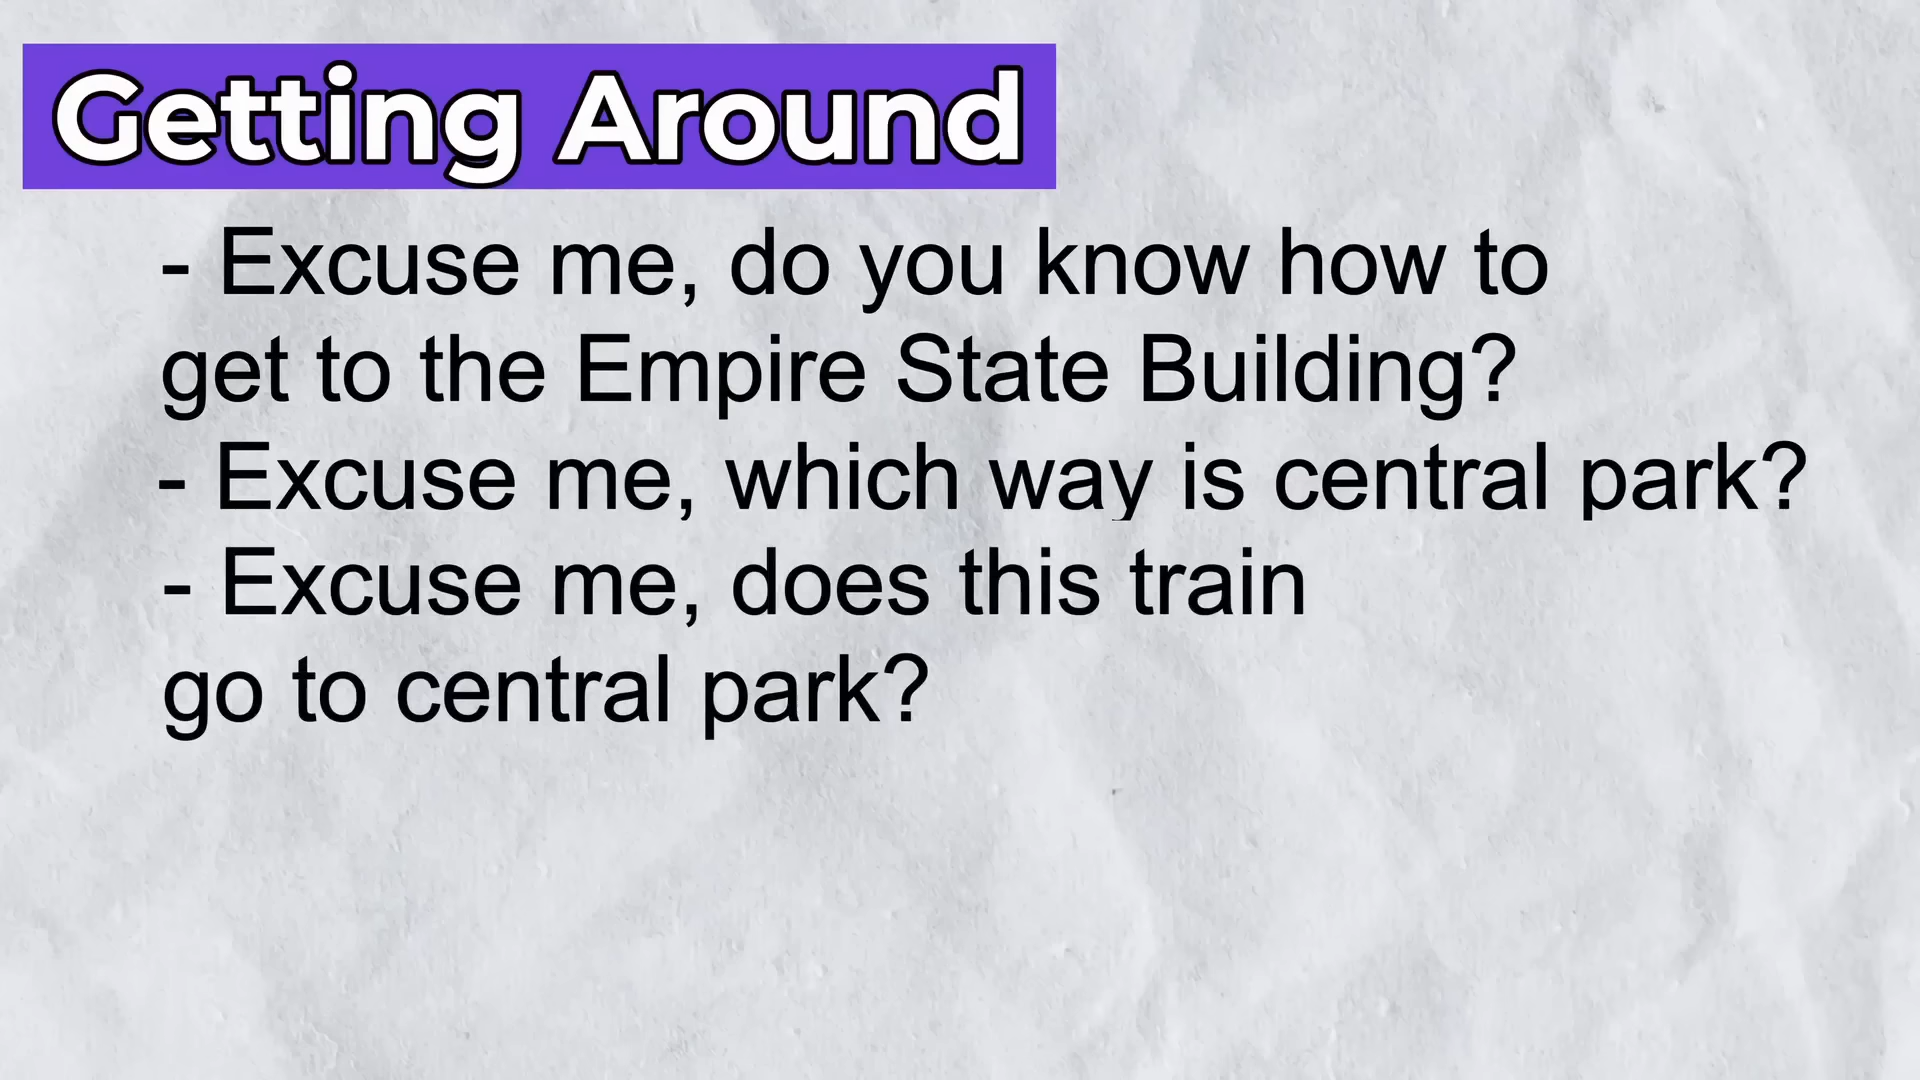 Getting Around
- Excuse me, do you know how to
get to the Empire State Building?
- Excuse me, which way is central park?
- Excuse me, does this train
go to central park?